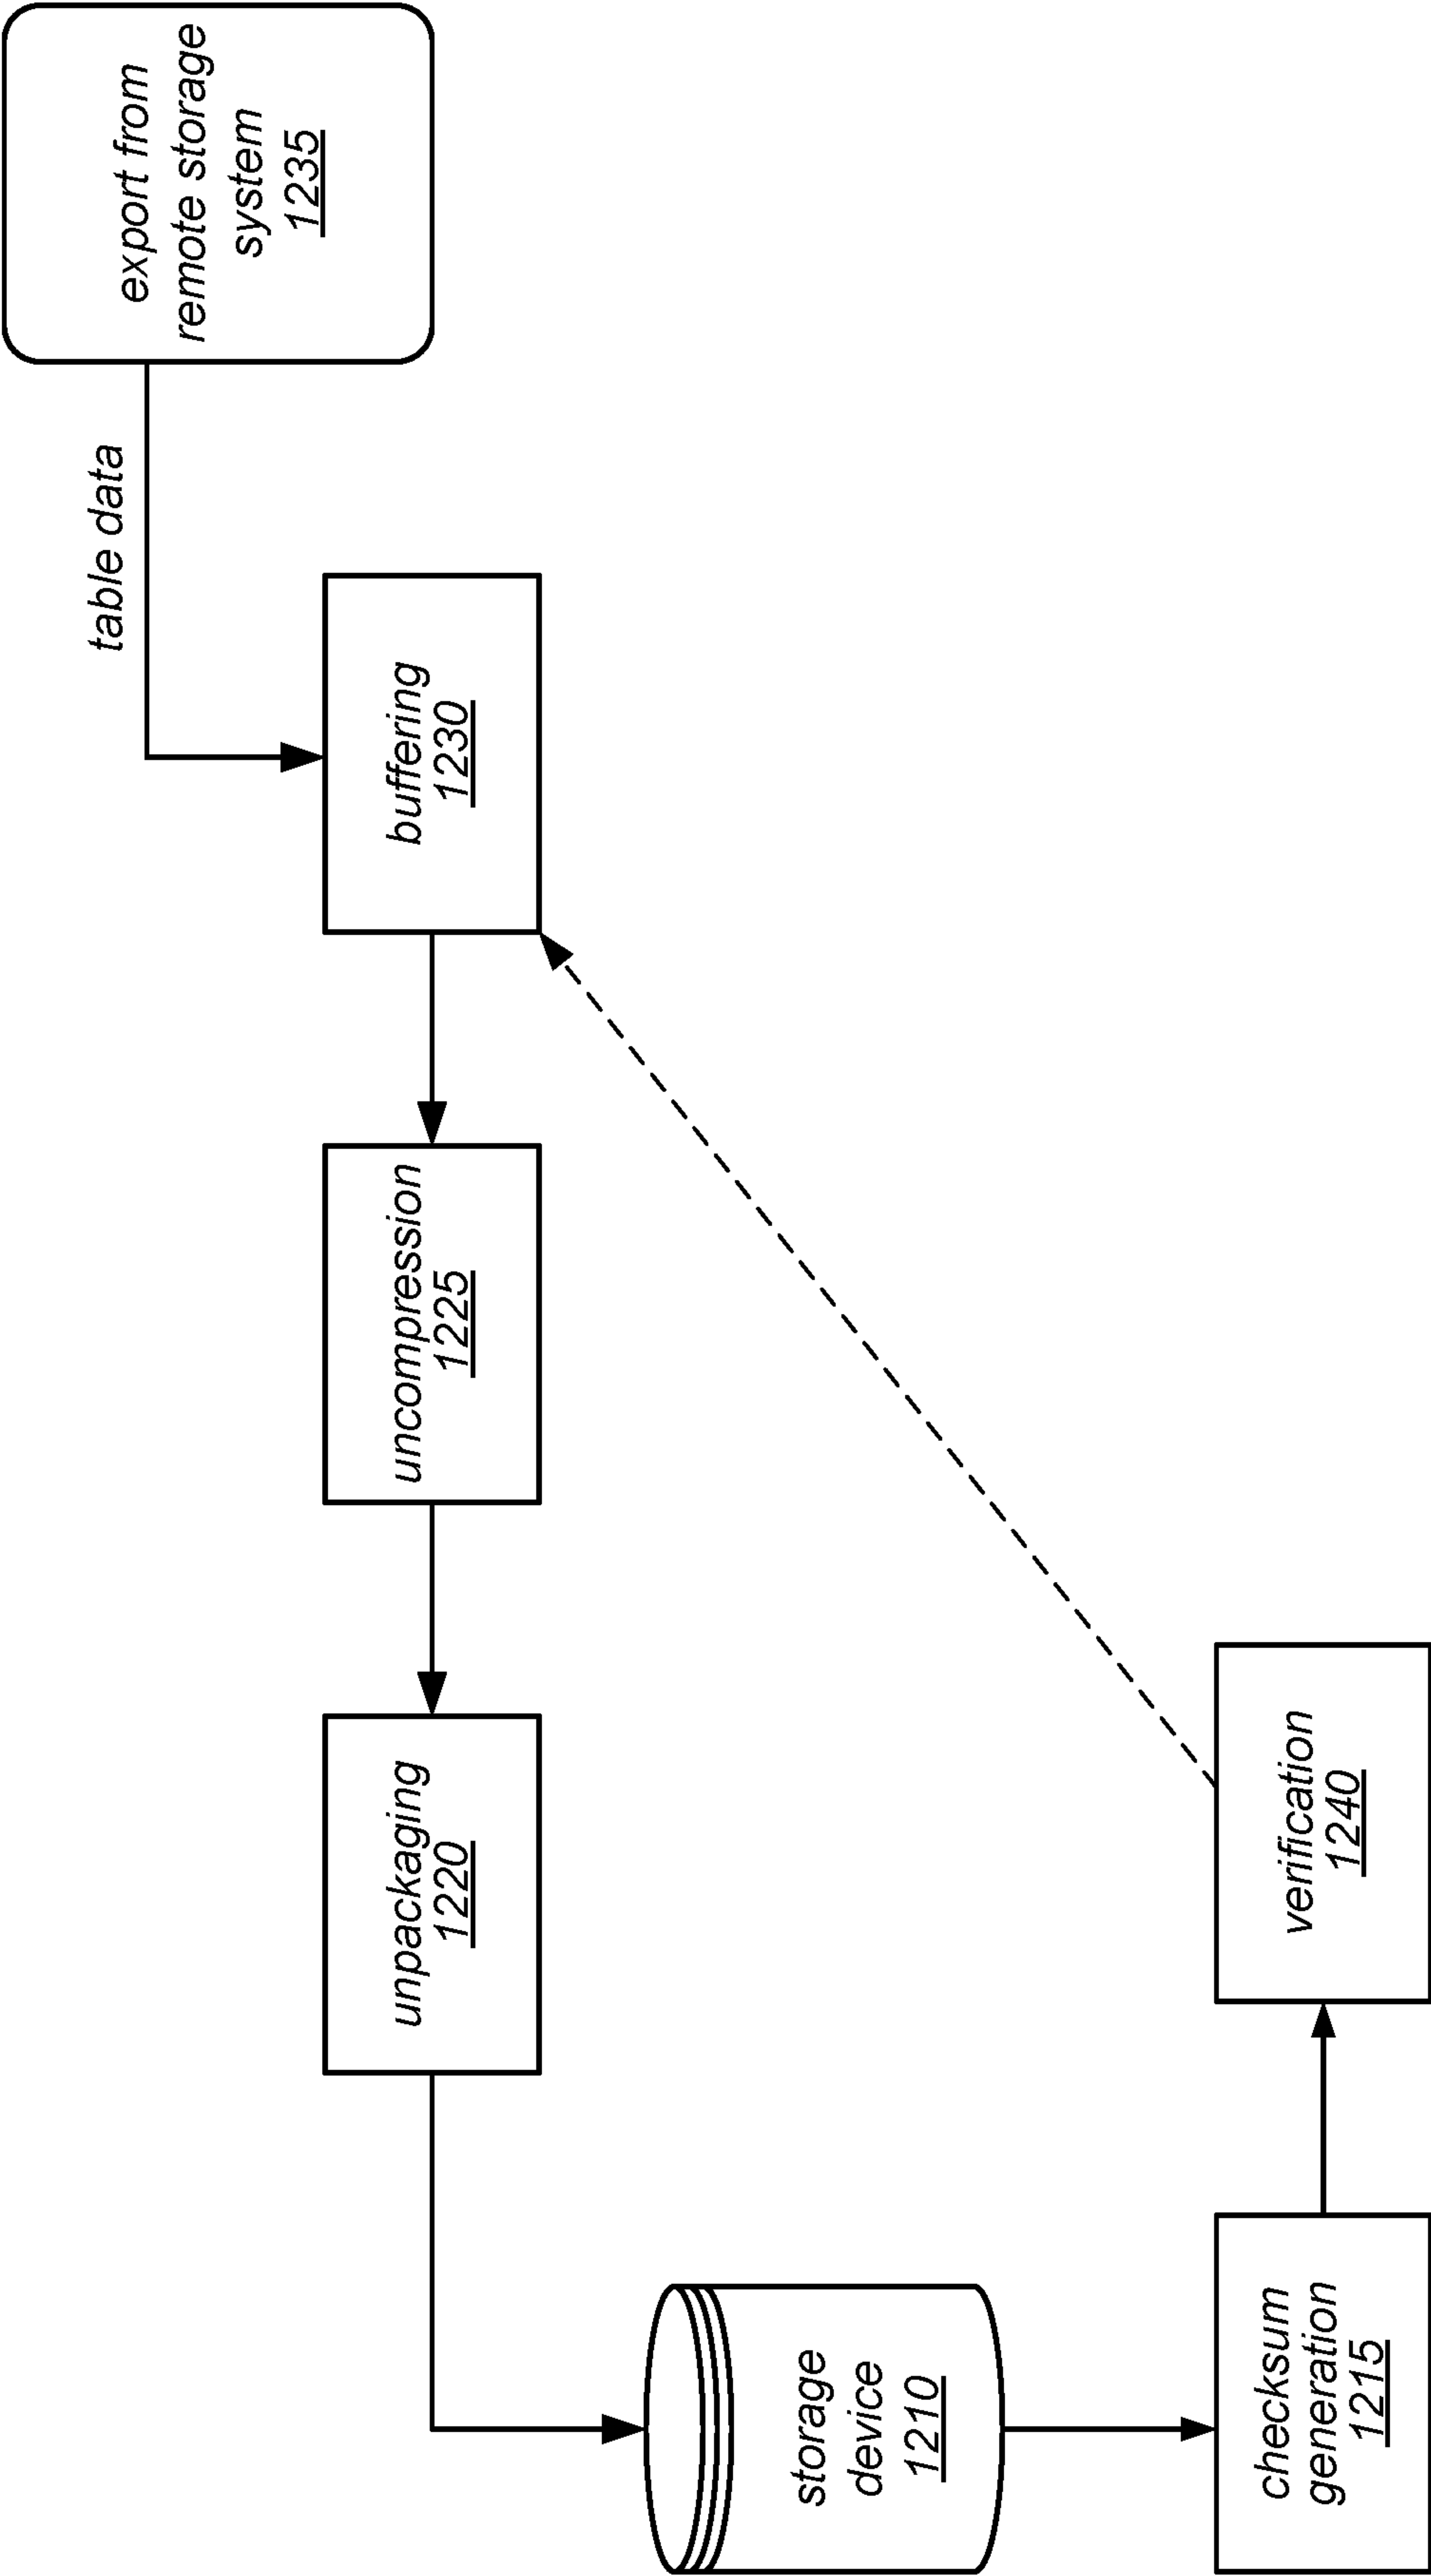 export from
remote storage
system
1235
table data
buffering
1230
uncompression
1225
unpackaging
1220
storage
device
1210
checksum
generation
1215
verification
1240